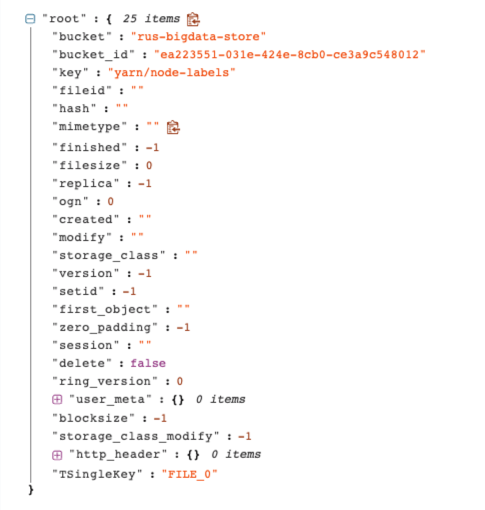 "root" : { 25 items
"bucket" : "rus-bigdata-store"
"bucket_id" : "ea223551-031e-424e-8cb0-ce3a9c548012"
"key" : "yarn/node-labels"
"fileid" : ""
"hash" : ""
"mimetype" : ""
"finished" : -1
"filesize" : 0
"replica" : -1
"ogn" : 0
"created" : ""
"modify" : ""
"storage_class" : ""
"version" : -1
"setid" : -1
"first_object" : ""
"zero_padding" : -1
"session" : ""
"delete" : false
"ring_version" : 0
"user_meta" : {} 0 items
"blocksize" : -1
"storage_class_modify" : -1
"http_header" : {} 0 items
"TSingleKey" : "FILE_0"
}